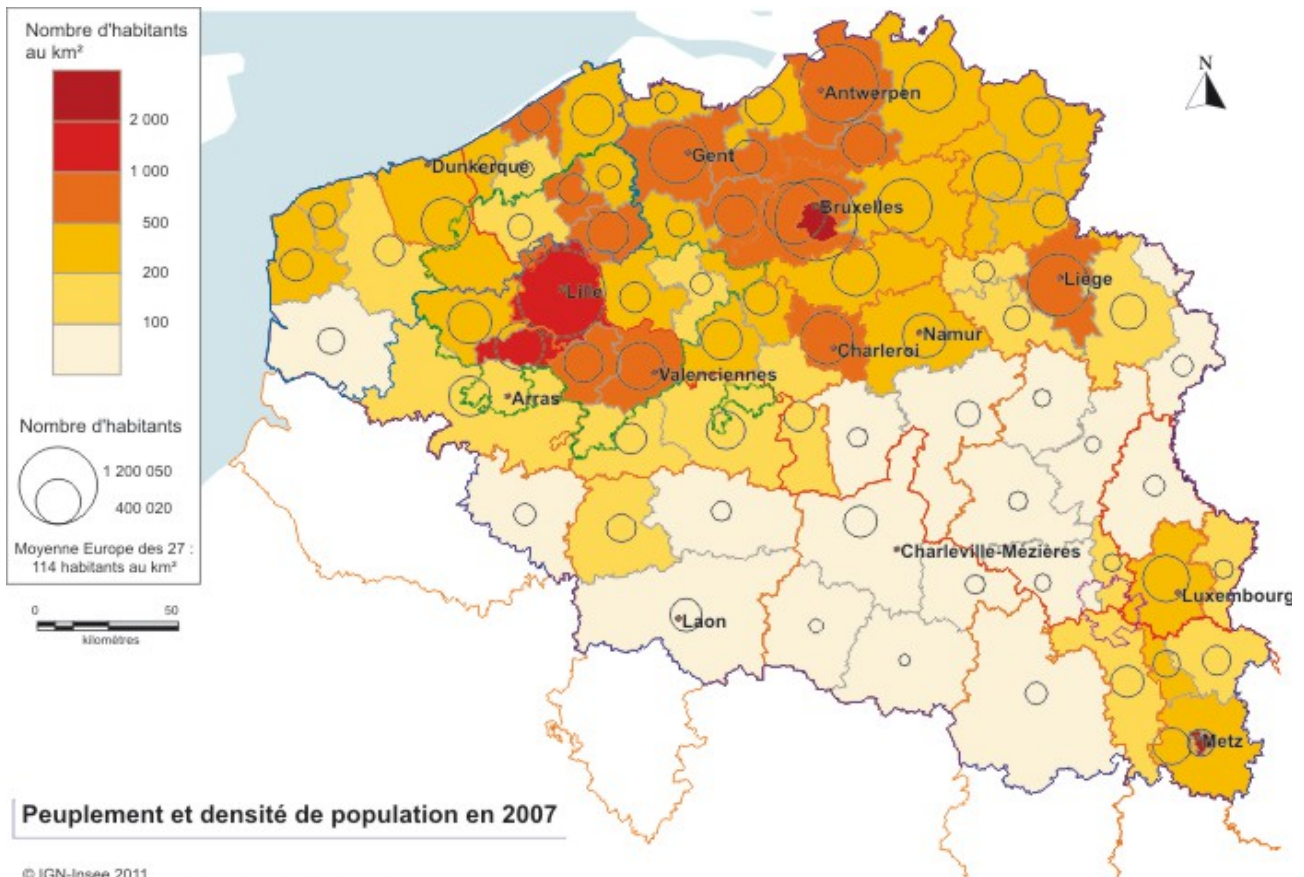 Nombre d'habitants
au km²
2 000
1 000
500
200
100
Nombre d'habitants
1 200 050
400 020
Moyenne Europe des 27 :
114 habitants au km²
0 50
kilomètres
N
Antwerpen
Dunkerque
Gent
Bruxelles
Lille
Liège
Namur
Charleroi
Valenciennes
Arras
Charleville-Mézières
Luxembourg
Laon
Metz
Peuplement et densité de population en 2007
© IGN-Insee 2011